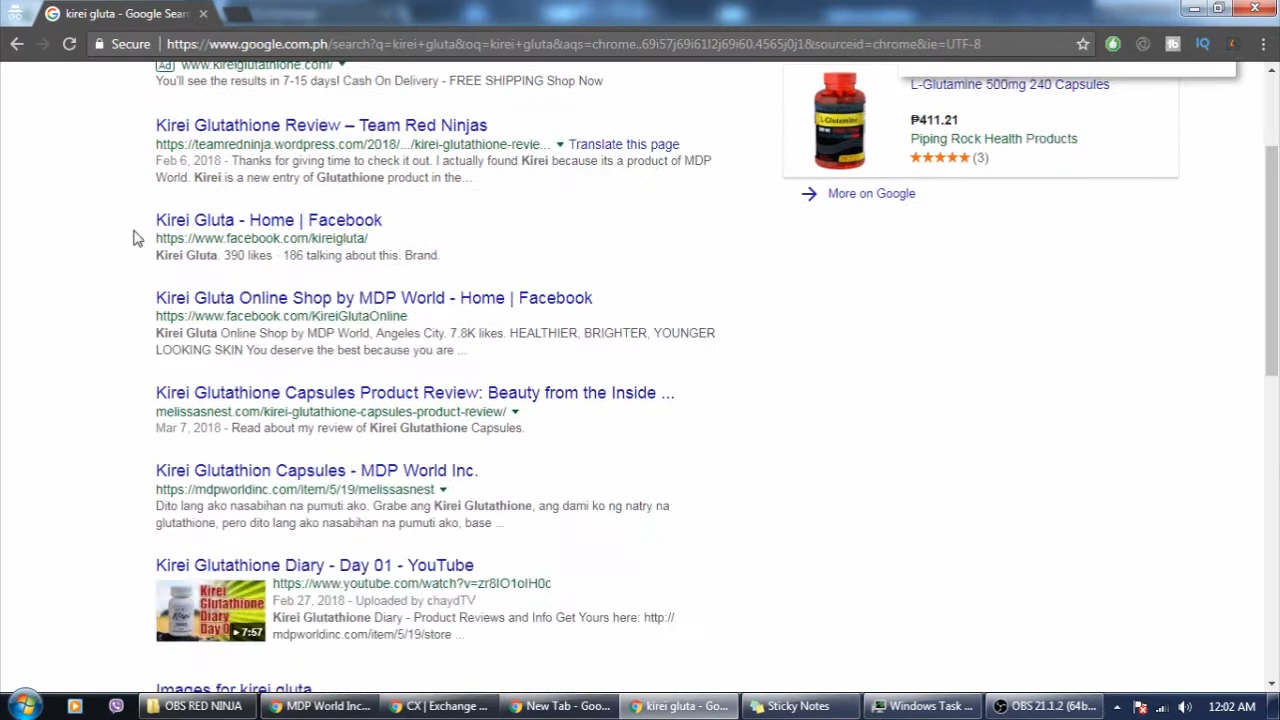 kirei gluta - Google Sear
Secure
https://www.google.com.ph/search?q=kirei+gluta&oq=kirei+gluta&aqs=chrome..69i57j69i61l2j69i60.4565j0j1&sourceid=chrome&ie=UTF-8
IQ
Ad www.kireiglutathione.com/
You'll see the results in 7-15 days! Cash On Delivery - FREE SHIPPING Shop Now
Kirei Glutathione Review – Team Red Ninjas
https://teamredninja.wordpress.com/2018/.../kirei-glutathione-revie... Translate this page
Feb 6, 2018 - Thanks for giving time to check it out. I actually found Kirei because its a product of MDP
World. Kirei is a new entry of Glutathione product in the...
Kirei Gluta - Home | Facebook
https://www.facebook.com/kireigluta/
Kirei Gluta. 390 likes · 186 talking about this. Brand.
Kirei Gluta Online Shop by MDP World - Home | Facebook
https://www.facebook.com/KireiGlutaOnline
Kirei Gluta Online Shop by MDP World, Angeles City. 7.8K likes. HEALTHIER, BRIGHTER, YOUNGER
LOOKING SKIN You deserve the best because you are ...
Kirei Glutathione Capsules Product Review: Beauty from the Inside ...
melissasnest.com/kirei-glutathione-capsules-product-review/
Mar 7, 2018 - Read about my review of Kirei Glutathione Capsules.
Kirei Glutathion Capsules - MDP World Inc.
https://mdpworldinc.com/item/5/19/melissasnest
Dito lang ako nasabihan na pumuti ako. Grabe ang Kirei Glutathione, ang dami ko ng natry na
glutathione, pero dito lang ako nasabihan na pumuti ako, base ...
Kirei Glutathione Diary - Day 01 - YouTube
https://www.youtube.com/watch?v=zr8IO1oIH0c
Feb 27, 2018 - Uploaded by chaydTV
Kirei Glutathione Diary - Product Reviews and Info Get Yours here: http://
mdpworldinc.com/item/5/19/store ...
Kirei
Glutathione
Diary
Day 0
7:57
Images for kirei gluta
L-Glutamine
L-Glutamine 500mg 240 Capsules
₱411.21
Piping Rock Health Products
(3)
More on Google
OBS RED NINJA
MDP World Inc...
CX | Exchange ...
New Tab - Goo...
kirei gluta - Go...
Sticky Notes
Windows Task ...
OBS 21.1.2 (64b...
12:02 AM